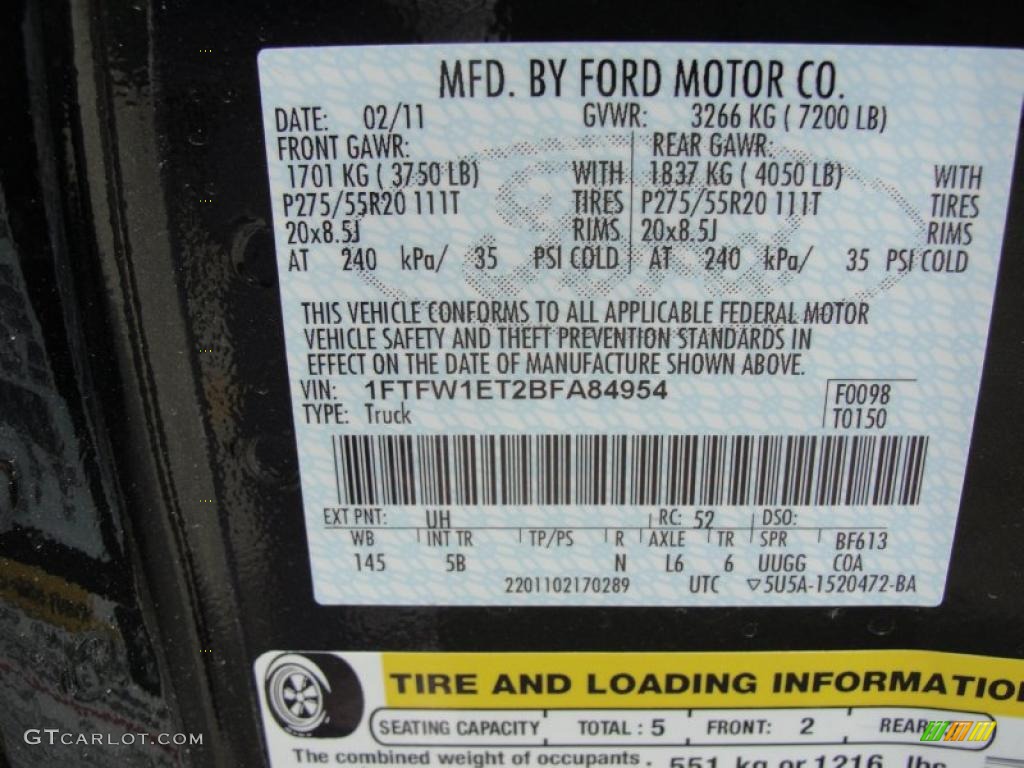 MFD. BY FORD MOTOR CO.
DATE: 02/11 GVWR: 3266 KG ( 7200 LB)
FRONT GAWR: REAR GAWR:
1701 KG ( 3750 LB) WITH 1837 KG ( 4050 LB) WITH
P275/55R20 111T TIRES P275/55R20 111T TIRES
20x8.5J RIMS 20x8.5J RIMS
AT 240 kPa/ 35 PSI COLD AT 240 kPa/ 35 PSI COLD
THIS VEHICLE CONFORMS TO ALL APPLICABLE FEDERAL MOTOR
VEHICLE SAFETY AND THEFT PREVENTION STANDARDS IN
EFFECT ON THE DATE OF MANUFACTURE SHOWN ABOVE.
VIN: 1FTFW1ET2BFA84954 F0098
TYPE: Truck T0150
EXT PNT: UH RC: 52 DSO:
WB INT TR TP/PS R AXLE TR SPR BF613
145 5B N L6 6 UUGG COA
2201102170289 UTC ▽5U5A-1520472-BA
TIRE AND LOADING INFORMATIO
SEATING CAPACITY TOTAL : 5 FRONT: 2 REAR
The combined weight of occupants 551 kg or 1216 lbs
GTCARLOT.COM